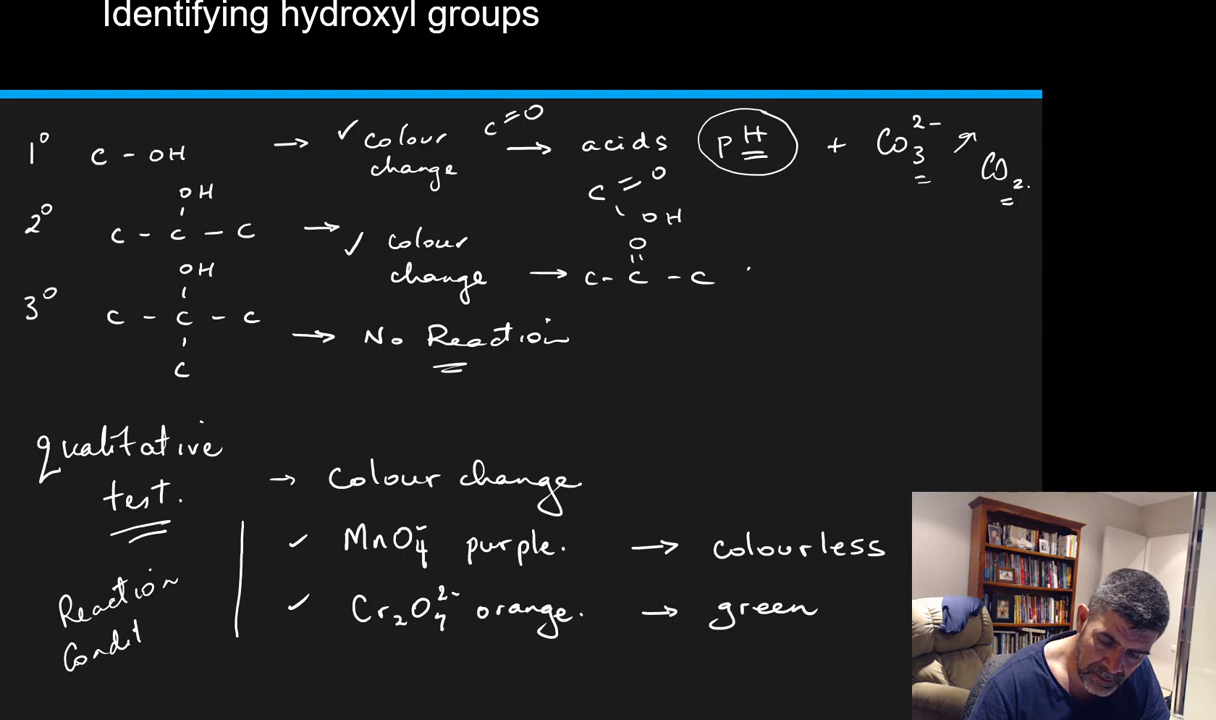 Identifying hydroxyl groups
1° C - OH → ✓ colour change C=O → acids pH + CO3^2- ↗ CO2.
C=O
OH
OH
2° C - C - C → ✓ colour change → C - C - C
O
OH
3° C - C - C → No Reaction
C
qualitative test. → colour change
✓ MnO4^- purple. → colourless
✓ Cr2O7^2- orange. → green
Reaction
Condit